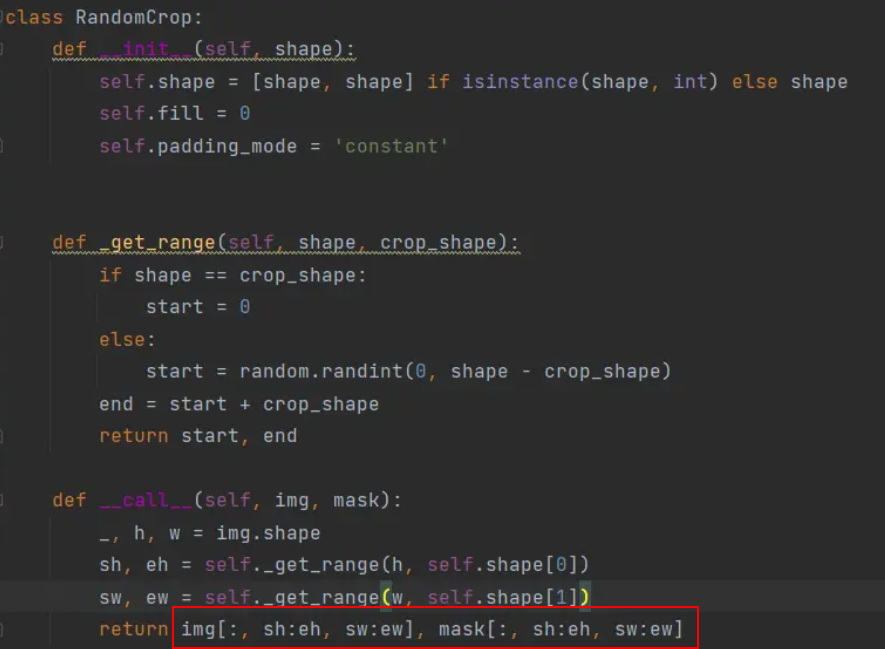 class RandomCrop:
    def __init__(self, shape):
        self.shape = [shape, shape] if isinstance(shape, int) else shape
        self.fill = 0
        self.padding_mode = 'constant'
    def _get_range(self, shape, crop_shape):
        if shape == crop_shape:
            start = 0
        else:
            start = random.randint(0, shape - crop_shape)
        end = start + crop_shape
        return start, end
    def __call__(self, img, mask):
        _, h, w = img.shape
        sh, eh = self._get_range(h, self.shape[0])
        sw, ew = self._get_range(w, self.shape[1])
        return img[:, sh:eh, sw:ew], mask[:, sh:eh, sw:ew]